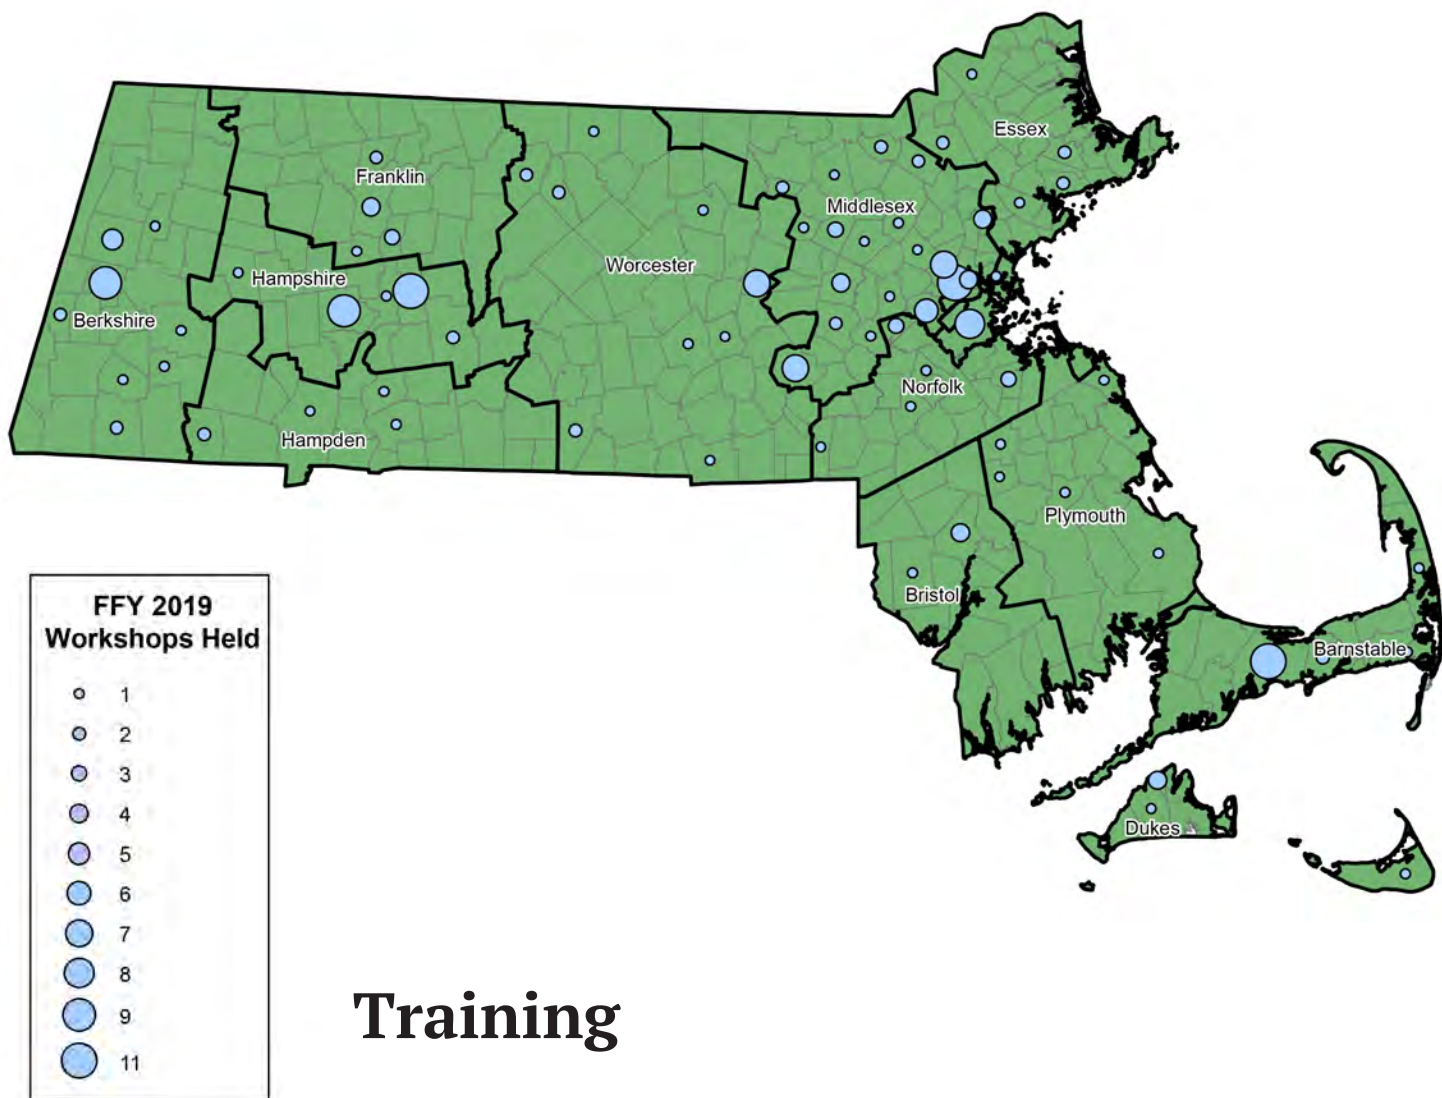 Essex
Franklin
Middlesex
Hampshire
Worcester
Berkshire
Norfolk
Hampden
Plymouth
Bristol
Barnstable
Dukes
FFY 2019
Workshops Held
1
2
3
4
5
6
7
8
9
11
Training